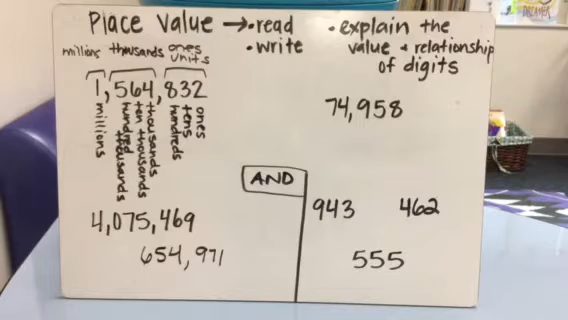 Place Value → • read
• write
• explain the
value + relationship
of digits
millions thousands ones
units
1,564,832
millions
hundred thousands
ten thousands
thousands
hundreds
tens
ones
74,958
AND
943 462
4,075,469
654,971
555